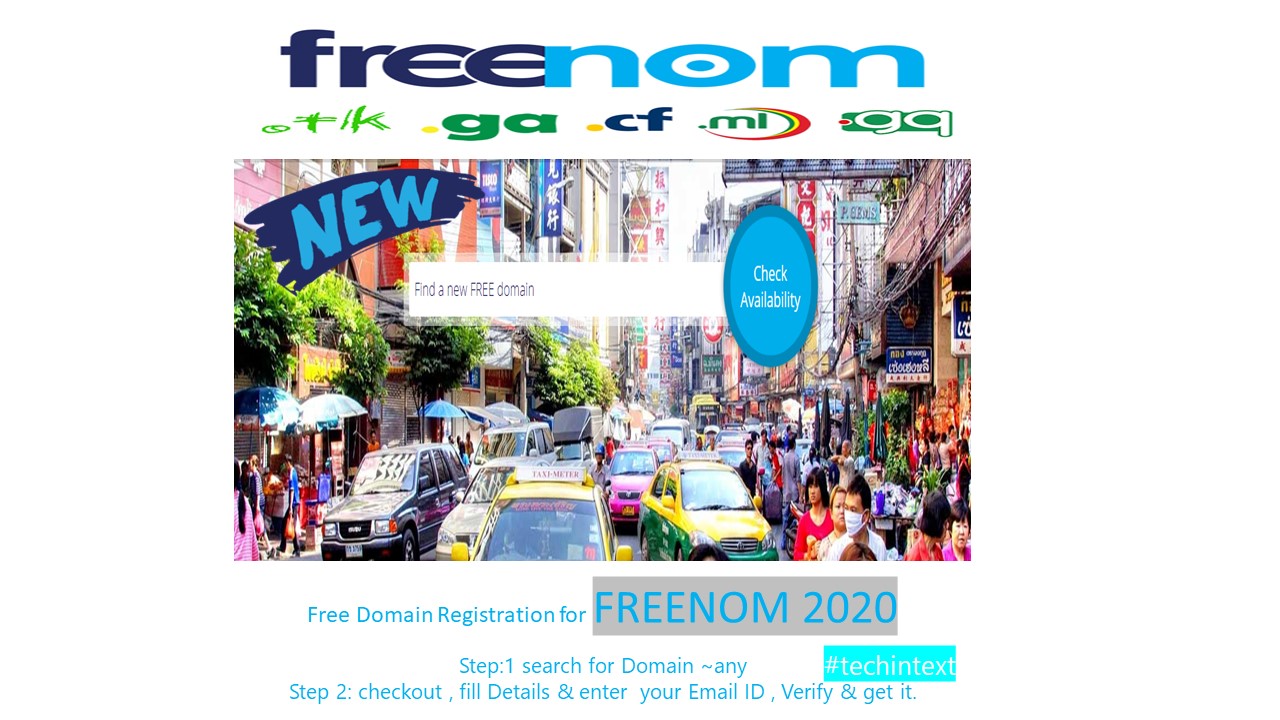 freenom
.tk .ga .cf .ml .gq
NEW
Find a new FREE domain
Check
Availability
TAXI-METER
Free Domain Registration for FREENOM 2020
Step:1 search for Domain ~any
#techintext
Step 2: checkout , fill Details & enter your Email ID , Verify & get it.